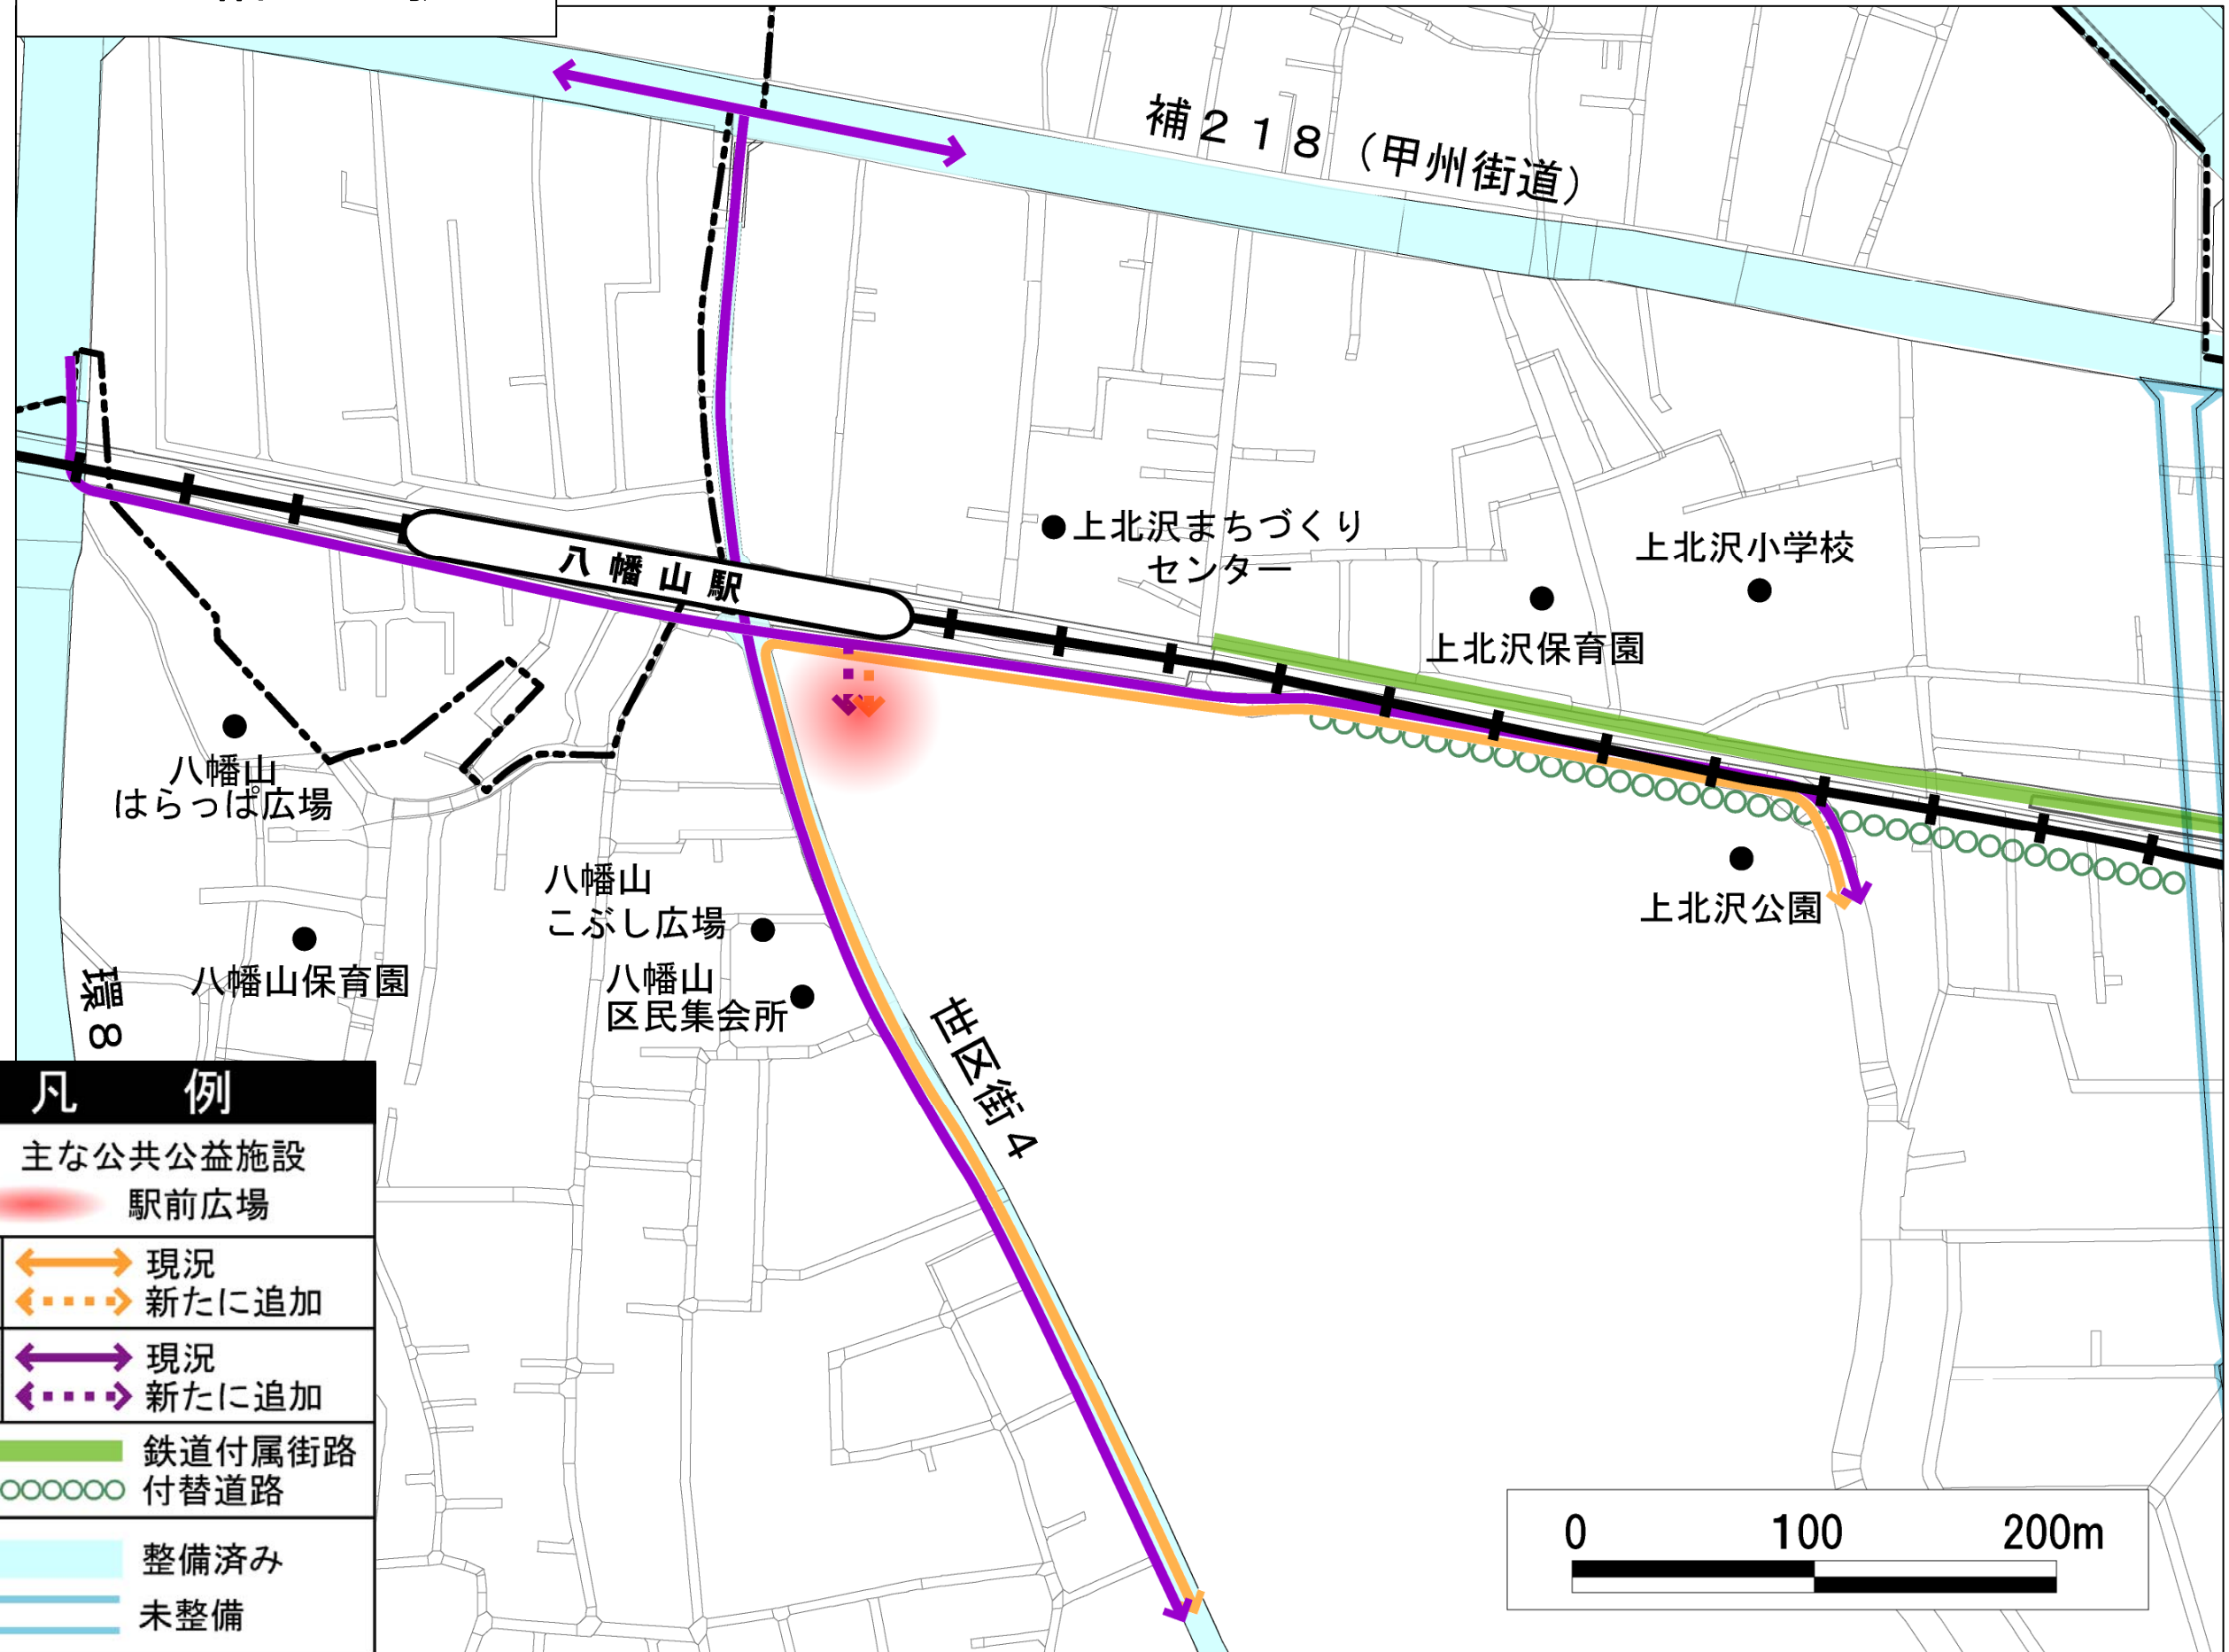 補２１８（甲州街道）
八幡山駅
上北沢まちづくり
センター
上北沢小学校
上北沢保育園
八幡山
はらっぱ広場
八幡山
こぶし広場
上北沢公園
八幡山保育園
八幡山
区民集会所
環８
世区街４
凡　例
主な公共公益施設
駅前広場
現況
新たに追加
現況
新たに追加
鉄道付属街路
付替道路
整備済み
未整備
0 100 200m